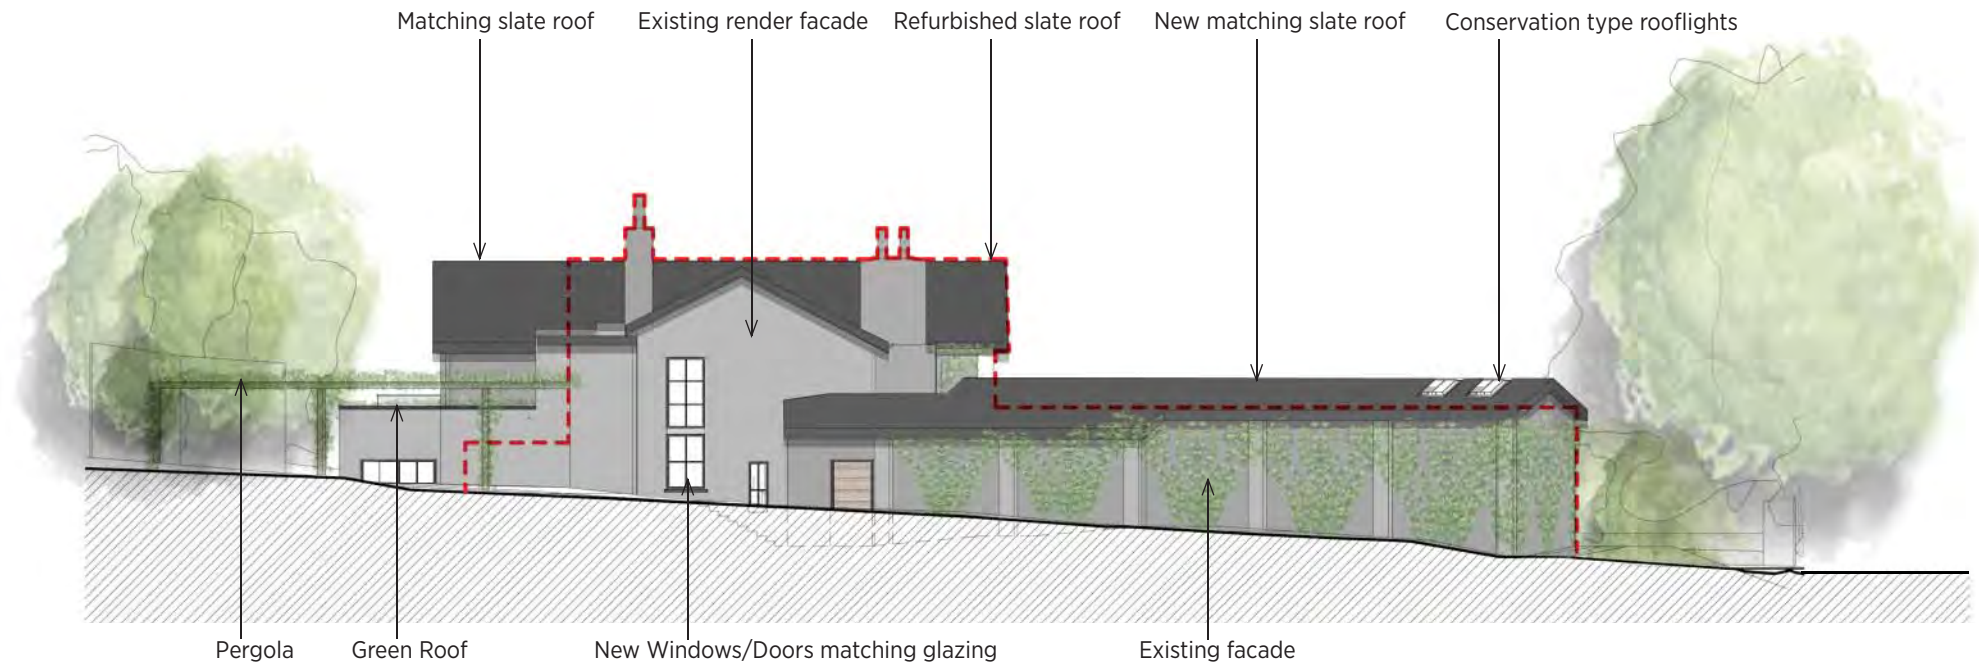 Matching slate roof
Existing render facade
Refurbished slate roof
New matching slate roof
Conservation type rooflights
Pergola
Green Roof
New Windows/Doors matching glazing
Existing facade